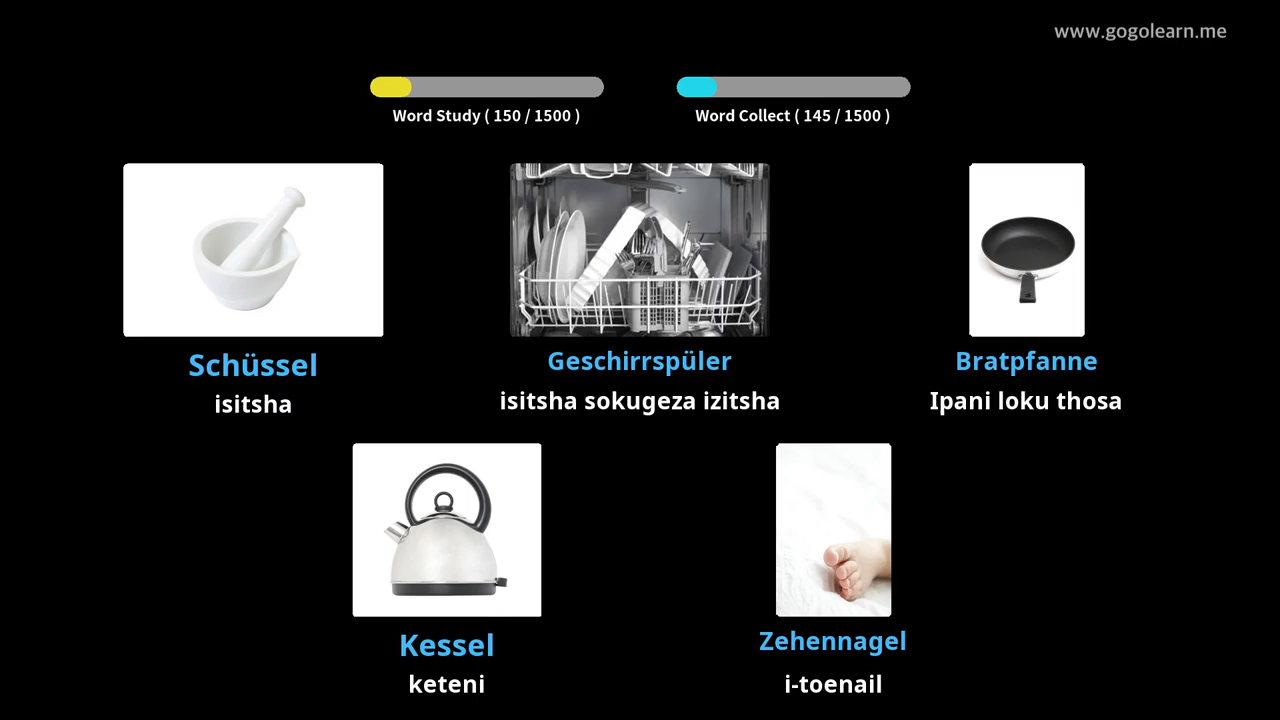 www.gogolearn.me
Word Study ( 150 / 1500 )
Word Collect ( 145 / 1500 )
Schüssel
isitsha
Geschirrspüler
isitsha sokugeza izitsha
Bratpfanne
Ipani loku thosa
Kessel
keteni
Zehennagel
i-toenail